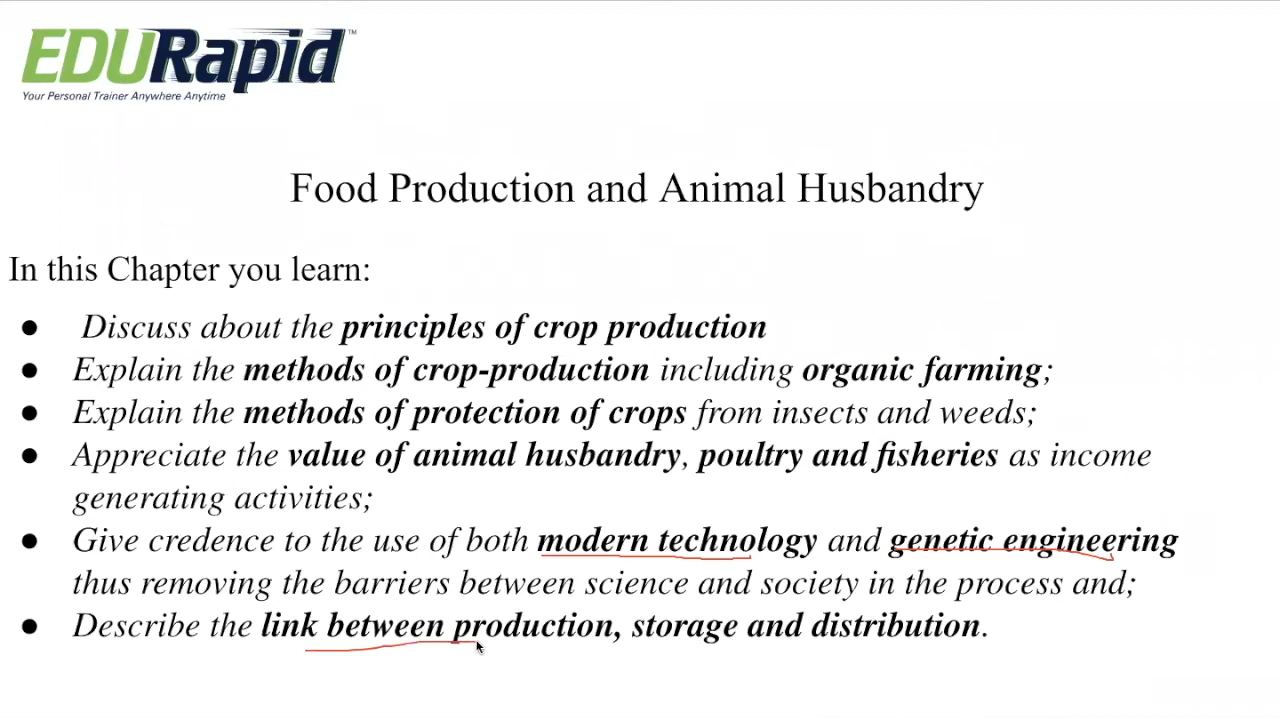 EDURapid™
Your Personal Trainer Anywhere Anytime
Food Production and Animal Husbandry
In this Chapter you learn:
● Discuss about the principles of crop production
● Explain the methods of crop-production including organic farming;
● Explain the methods of protection of crops from insects and weeds;
● Appreciate the value of animal husbandry, poultry and fisheries as income
generating activities;
● Give credence to the use of both modern technology and genetic engineering
thus removing the barriers between science and society in the process and;
● Describe the link between production, storage and distribution.